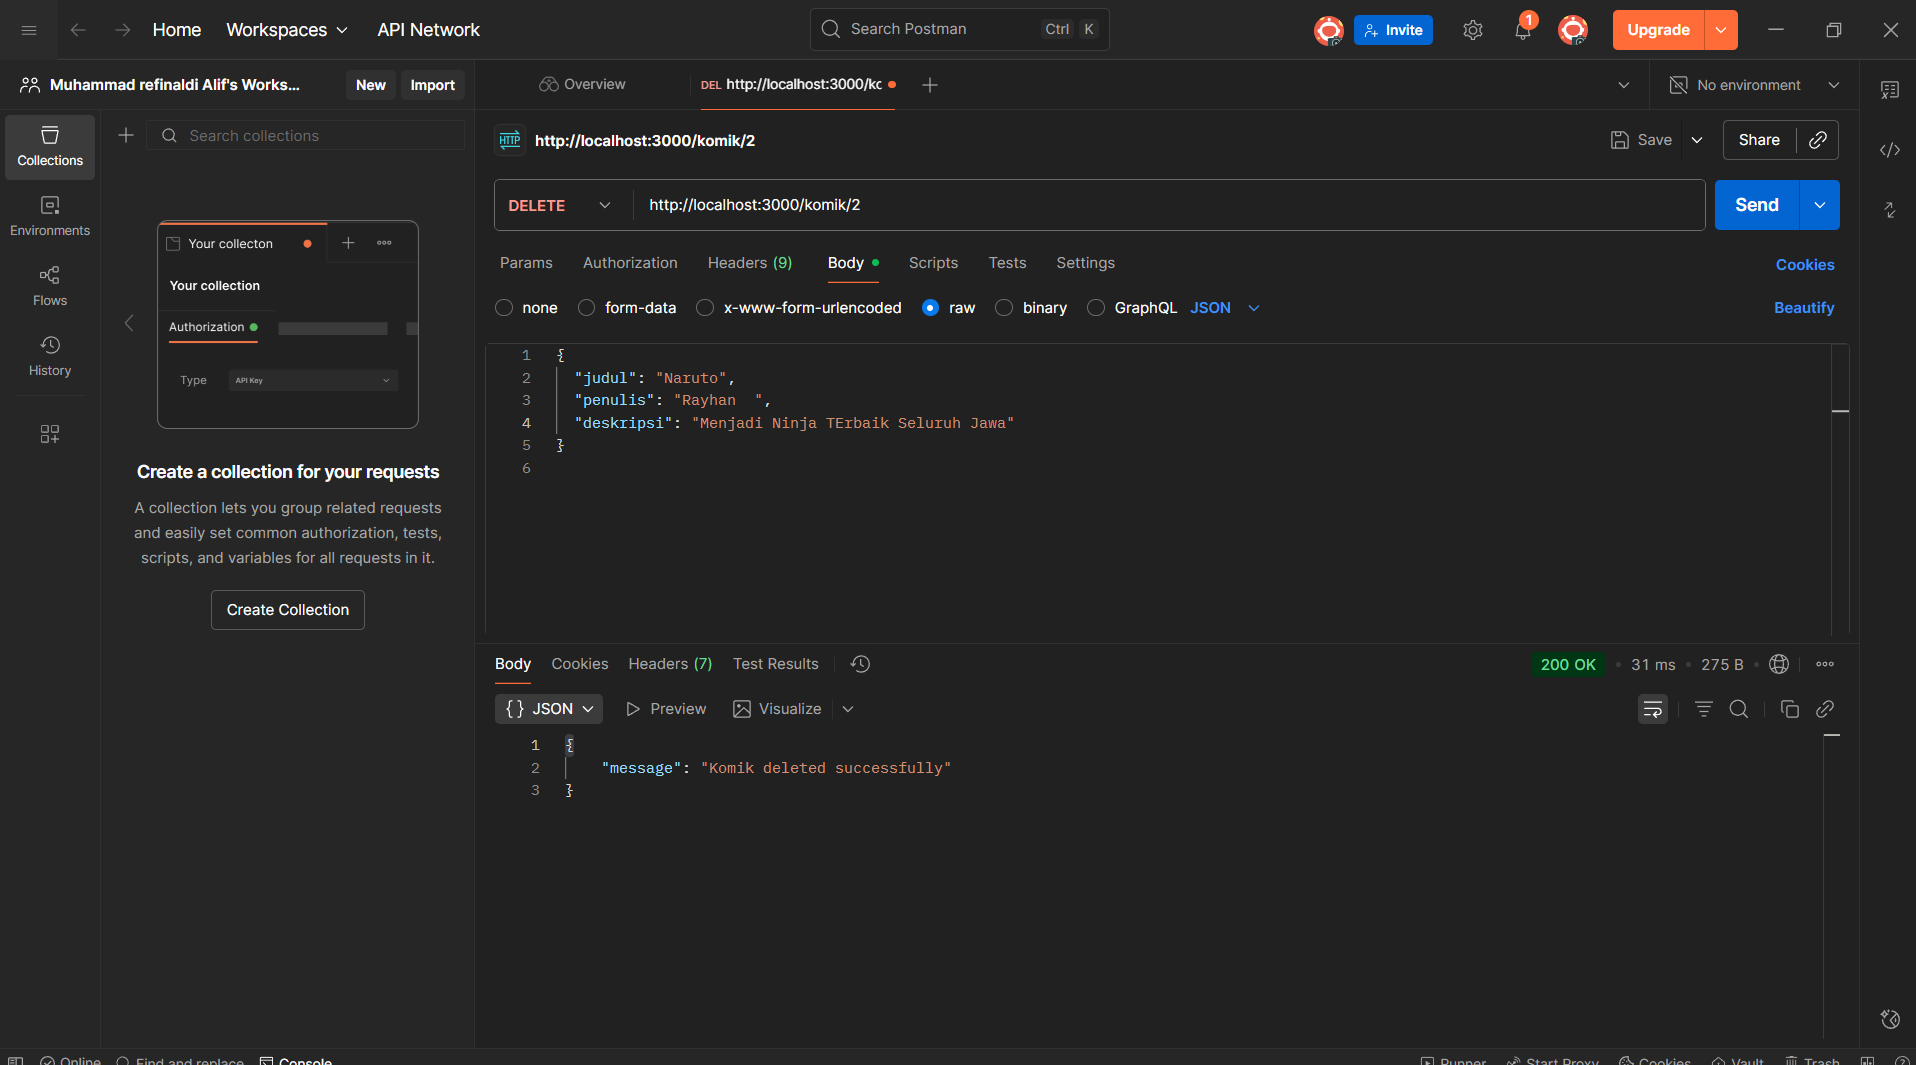 Home
Workspaces
API Network
Search Postman
Ctrl
K
Invite
1
Upgrade
Muhammad refinaldi Alif's Works...
New
Import
Overview
DEL http://localhost:3000/kc
No environment
Collections
Environments
Flows
History
Search collections
Your collecton
Your collection
Authorization
Type
API Key
Create a collection for your requests
A collection lets you group related requests
and easily set common authorization, tests,
scripts, and variables for all requests in it.
Create Collection
HTTP
http://localhost:3000/komik/2
Save
Share
DELETE
http://localhost:3000/komik/2
Send
Params
Authorization
Headers (9)
Body
Scripts
Tests
Settings
Cookies
none
form-data
x-www-form-urlencoded
raw
binary
GraphQL
JSON
Beautify
1 {
2 "judul": "Naruto",
3 "penulis": "Rayhan  ",
4 "deskripsi": "Menjadi Ninja TErbaik Seluruh Jawa"
5 }
6
Body
Cookies
Headers (7)
Test Results
200 OK
31 ms
275 B
{} JSON
Preview
Visualize
1 {
2 "message": "Komik deleted successfully"
3 }
Online
Find and replace
Console
Runner
Start Proxy
Cookies
Vault
Trash